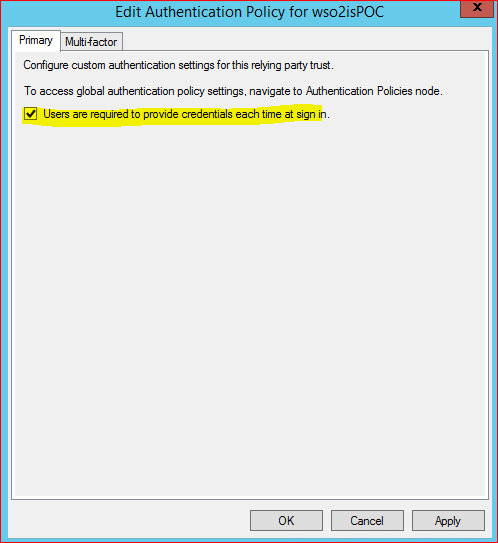 Edit Authentication Policy for wso2isPOC
x
Primary
Multi-factor
Configure custom authentication settings for this relying party trust.
To access global authentication policy settings, navigate to Authentication Policies node.
Users are required to provide credentials each time at sign in.
OK
Cancel
Apply